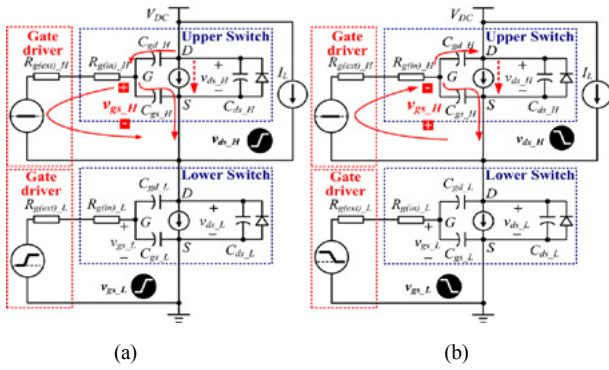 V_DC
Gate driver
Upper Switch
C_gd_H
D
R_g(ext)_H
R_g(in)_H
G
+
v_ds_H
−
I_L
+
v_gs_H
-
C_gs_H
S
C_ds_H
v_ds_H
Gate driver
Lower Switch
C_gd_L
D
R_g(ext)_L
R_g(in)_L
G
+
v_ds_L
−
+
v_gs_L
−
C_gs_L
S
C_ds_L
v_gs_L
(a)
V_DC
Gate driver
Upper Switch
C_gd_H
D
R_g(ext)_H
R_g(in)_H
G
+
v_ds_H
−
I_L
-
v_gs_H
+
C_gs_H
S
C_ds_H
v_ds_H
Gate driver
Lower Switch
C_gd_L
D
R_g(ext)_L
R_g(in)_L
G
+
v_ds_L
−
+
v_gs_L
−
C_gs_L
S
C_ds_L
v_gs_L
(b)